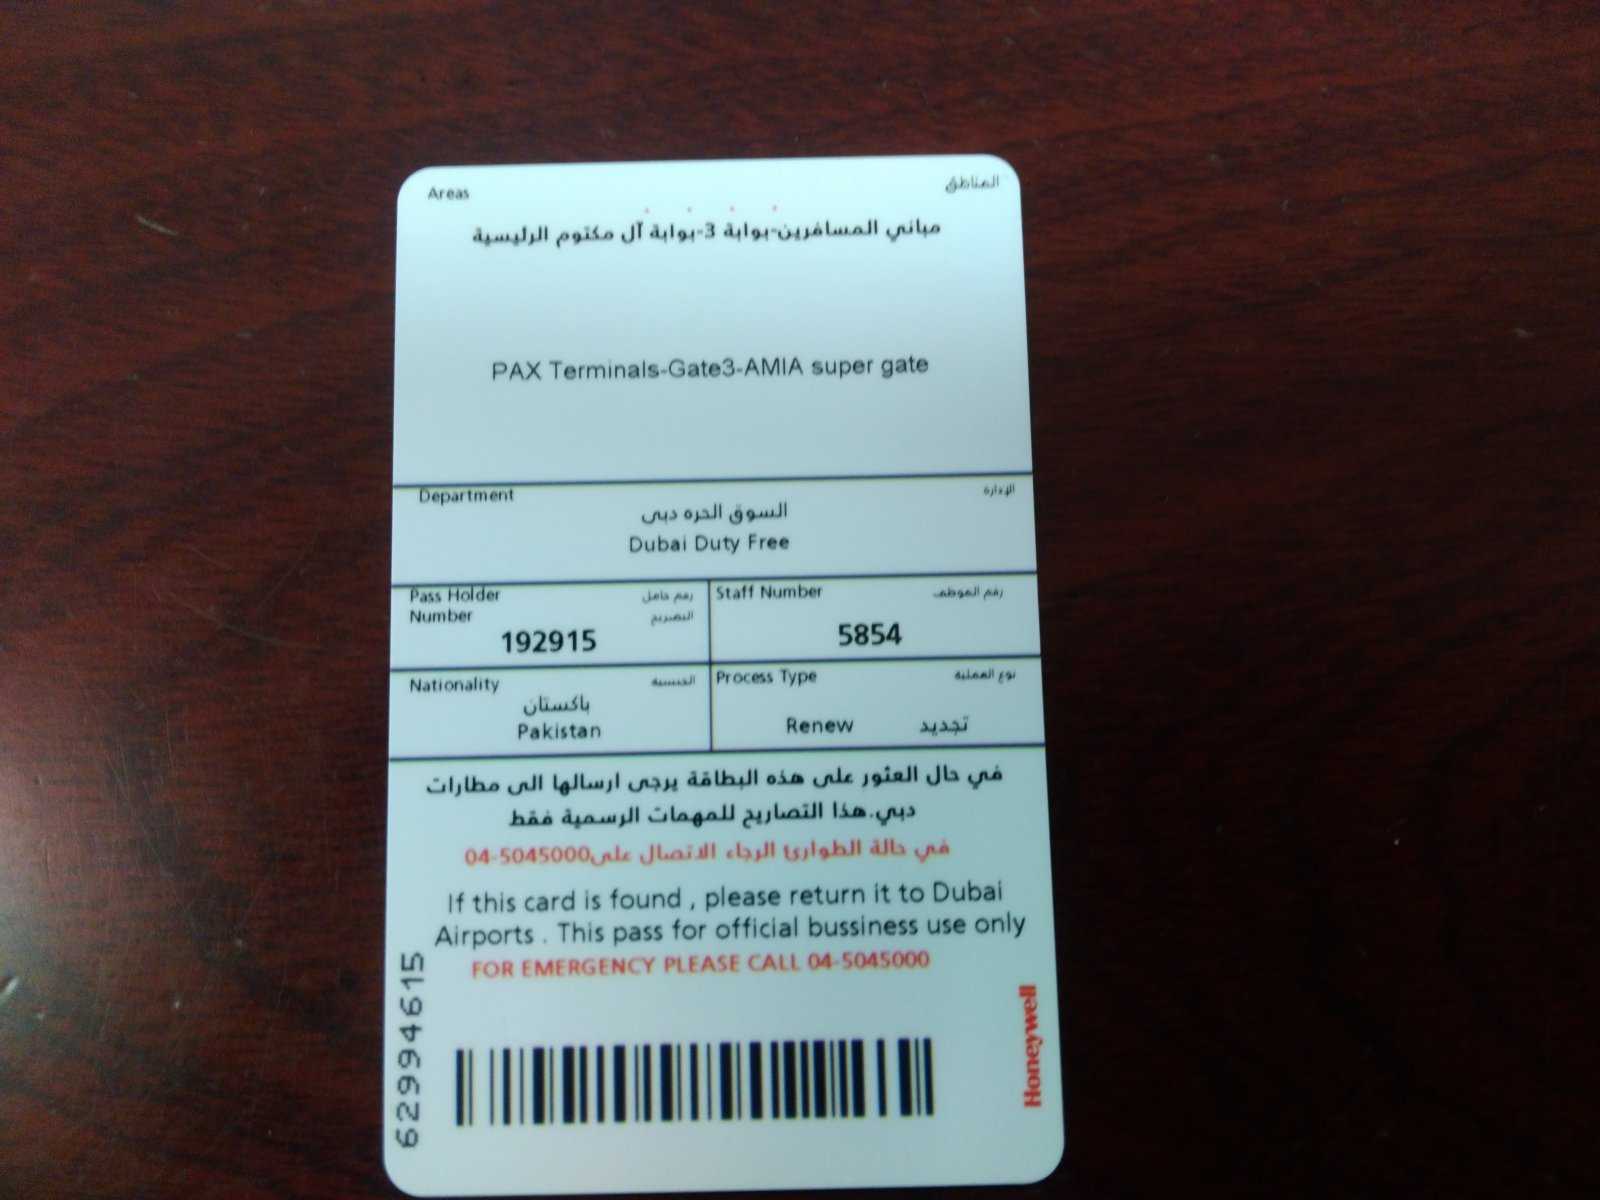 Areas المناطق
مباني المسافرين-بوابة 3-بوابة آل مكتوم الرئيسية
PAX Terminals-Gate3-AMIA super gate
Department الإدارة
السوق الحره دبى
Dubai Duty Free
Pass Holder رقم حامل
Number التصريح
192915
Staff Number رقم الموظف
5854
Nationality الجنسية
باكستان
Pakistan
Process Type نوع العملية
Renew تجديد
في حال العثور على هذه البطاقة يرجى ارسالها الى مطارات
دبي.هذا التصاريح للمهمات الرسمية فقط
في حالة الطوارئ الرجاء الاتصال على04-5045000
If this card is found , please return it to Dubai
Airports . This pass for official bussiness use only
FOR EMERGENCY PLEASE CALL 04-5045000
62994615
Honeywell